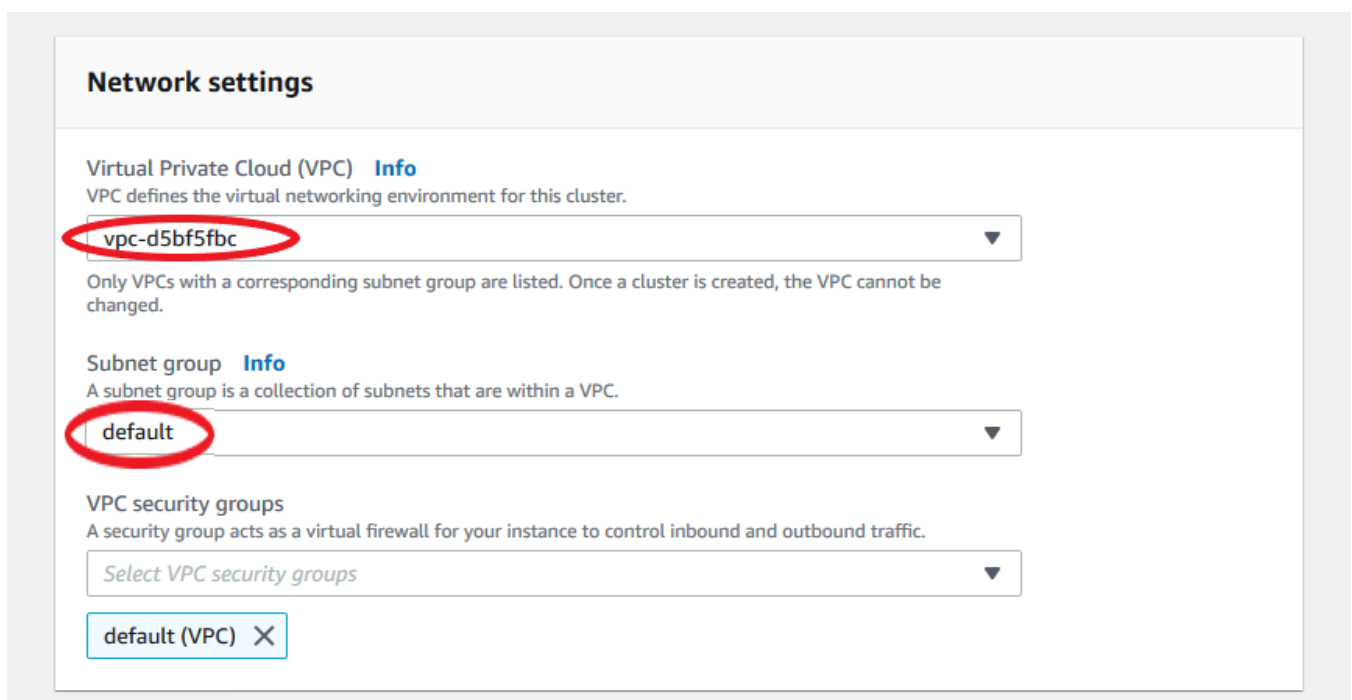 Network settings
Virtual Private Cloud (VPC) Info
VPC defines the virtual networking environment for this cluster.
vpc-d5bf5fbc
Only VPCs with a corresponding subnet group are listed. Once a cluster is created, the VPC cannot be
changed.
Subnet group Info
A subnet group is a collection of subnets that are within a VPC.
default
VPC security groups
A security group acts as a virtual firewall for your instance to control inbound and outbound traffic.
Select VPC security groups
default (VPC)